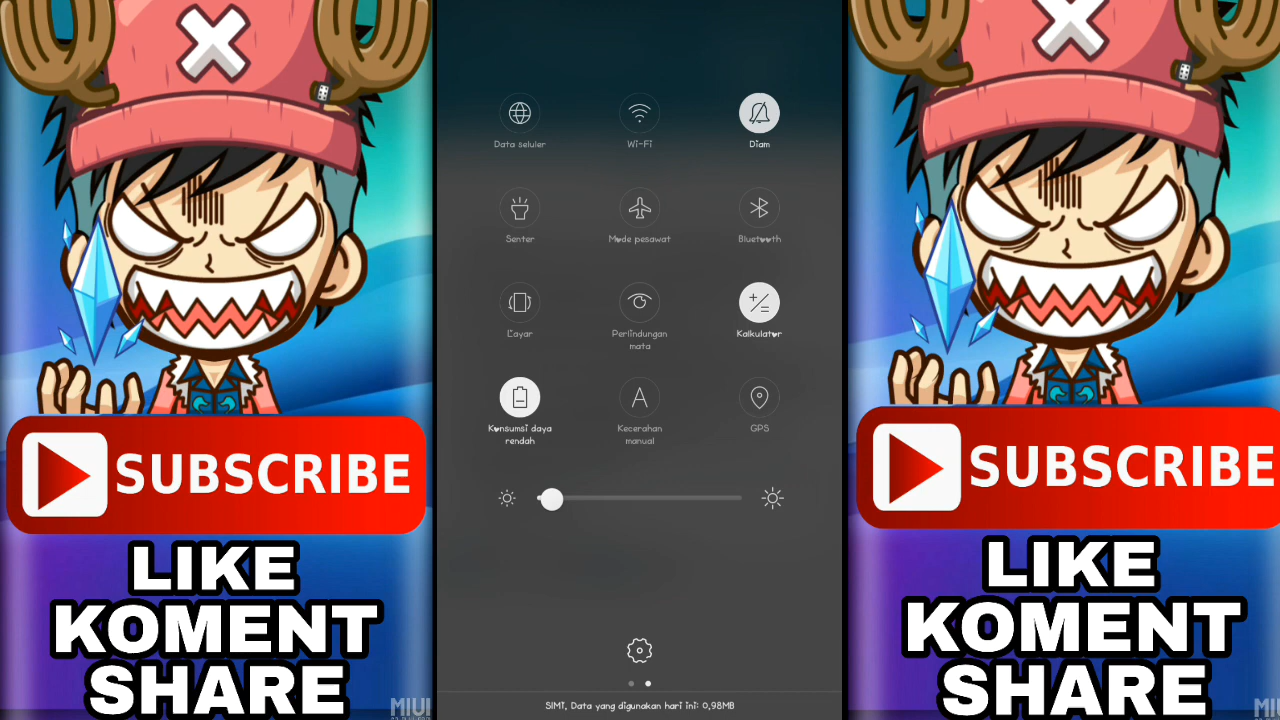 SUBSCRIBE
LIKE
KOMENT
SHARE
MIUI
Data seluler
Wi-Fi
Diam
Senter
Mode pesawat
Bluetooth
Layar
Perlindungan
mata
Kalkulator
Konsumsi daya
rendah
Kecerahan
manual
GPS
SIM1, Data yang digunakan hari ini: 0,98MB
SUBSCRIBE
LIKE
KOMENT
SHARE